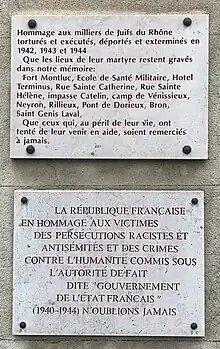 Hommage aux milliers de Juifs du Rhône
torturés et exécutés, déportés et exterminés en
1942, 1943 et 1944
Que les lieux de leur martyre restent gravés
dans notre mémoire:
Fort Montluc, Ecole de Santé Militaire, Hotel
Terminus, Rue Sainte Catherine, Rue Sainte
Hélène, impasse Catelin, camp de Vénissieux,
Neyron, Rillieux, Pont de Dorieux, Bron,
Saint Genis Laval,
Que ceux qui, au péril de leur vie, ont
tenté de leur venir en aide, soient remerciés
à jamais.
LA RÉPUBLIQUE FRANÇAISE
EN HOMMAGE AUX VICTIMES
DES PERSÉCUTIONS RACISTES ET
ANTISÉMITES ET DES CRIMES
CONTRE L'HUMANITÉ COMMIS SOUS
L'AUTORITÉ DE FAIT
DITE "GOUVERNEMENT
DE L'ÉTAT FRANÇAIS"
(1940-1944) N'OUBLIONS JAMAIS